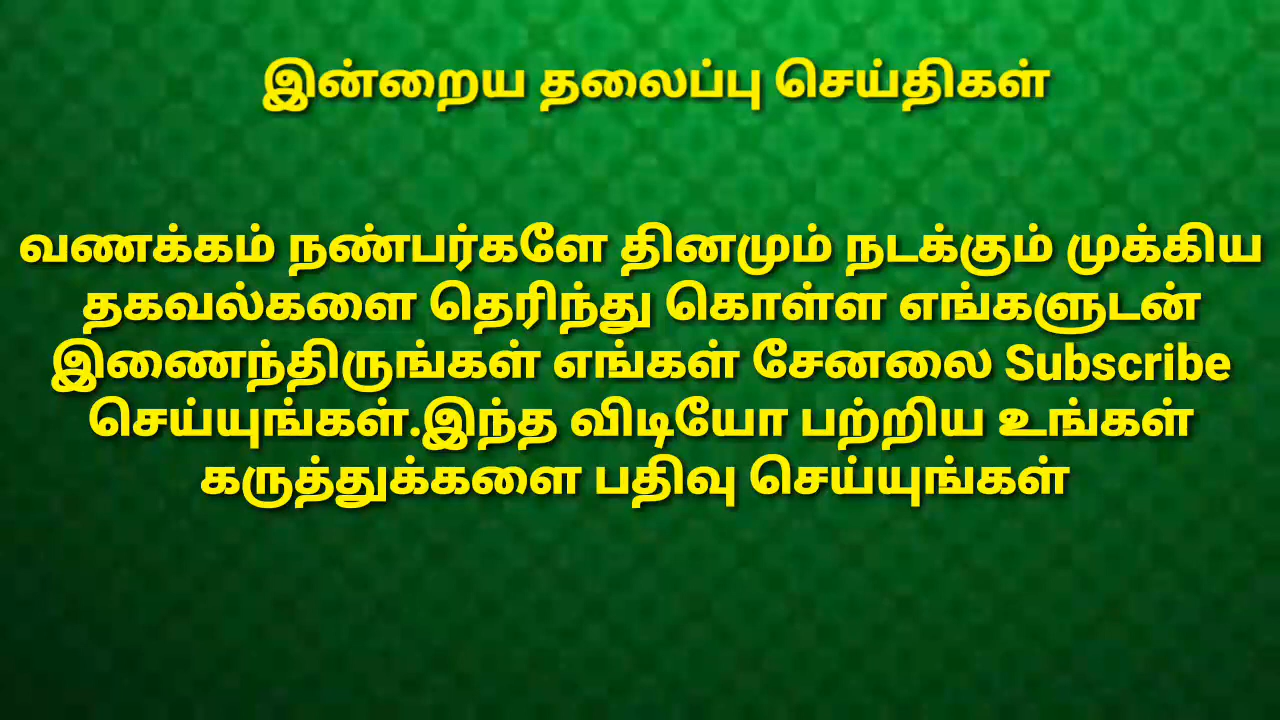 இன்றைய தலைப்பு செய்திகள்
வணக்கம் நண்பர்களே தினமும் நடக்கும் முக்கிய
தகவல்களை தெரிந்து கொள்ள எங்களுடன்
இணைந்திருங்கள் எங்கள் சேனலை Subscribe
செய்யுங்கள்.இந்த விடியோ பற்றிய உங்கள்
கருத்துக்களை பதிவு செய்யுங்கள்